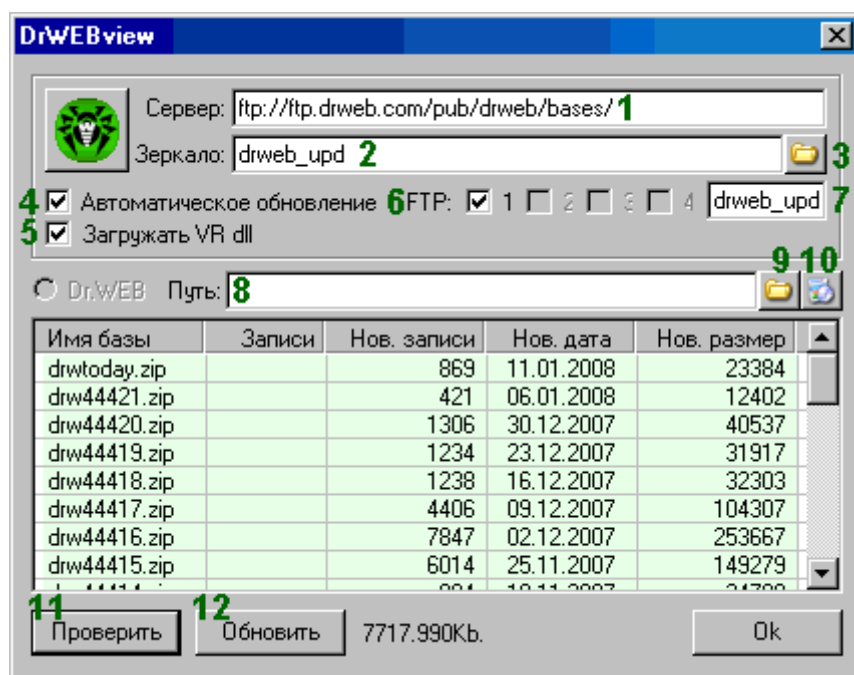 DrWEBview
Сервер: ftp://ftp.drweb.com/pub/drweb/bases/ 1
Зеркало: drweb_upd 2 3
4 Автоматическое обновление 6 FTP: 1 2 3 4 drweb_upd 7
5 Загружать VR dll
9 10
Dr.WEB Путь: 8
Имя базы Записи Нов. записи Нов. дата Нов. размер
drwtoday.zip 869 11.01.2008 23384
drw44421.zip 421 06.01.2008 12402
drw44420.zip 1306 30.12.2007 40537
drw44419.zip 1234 23.12.2007 31917
drw44418.zip 1238 16.12.2007 32303
drw44417.zip 4406 09.12.2007 104307
drw44416.zip 7847 02.12.2007 253667
drw44415.zip 6014 25.11.2007 149279
11 12
Проверить Обновить 7717.990Kb. Ok